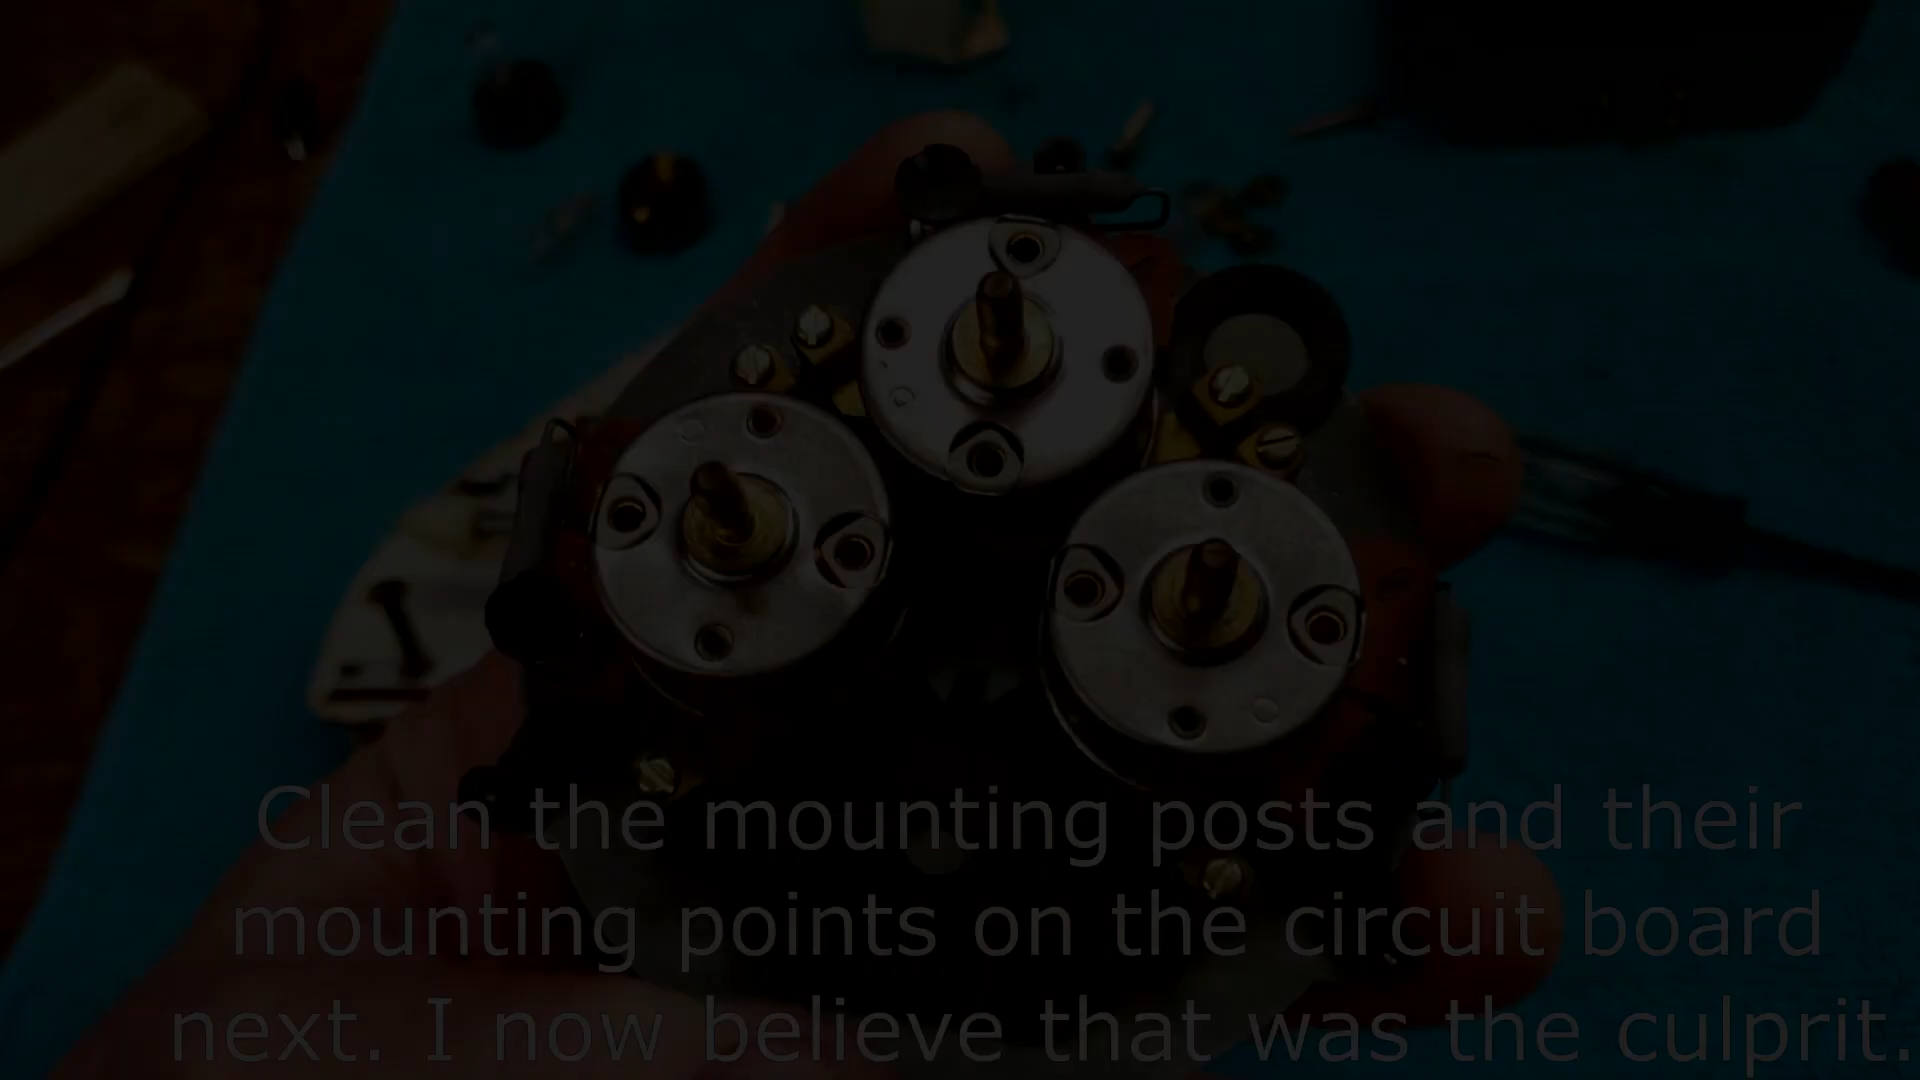 Clean the mounting posts and their
mounting points on the circuit board
next. I now believe that was the culprit.